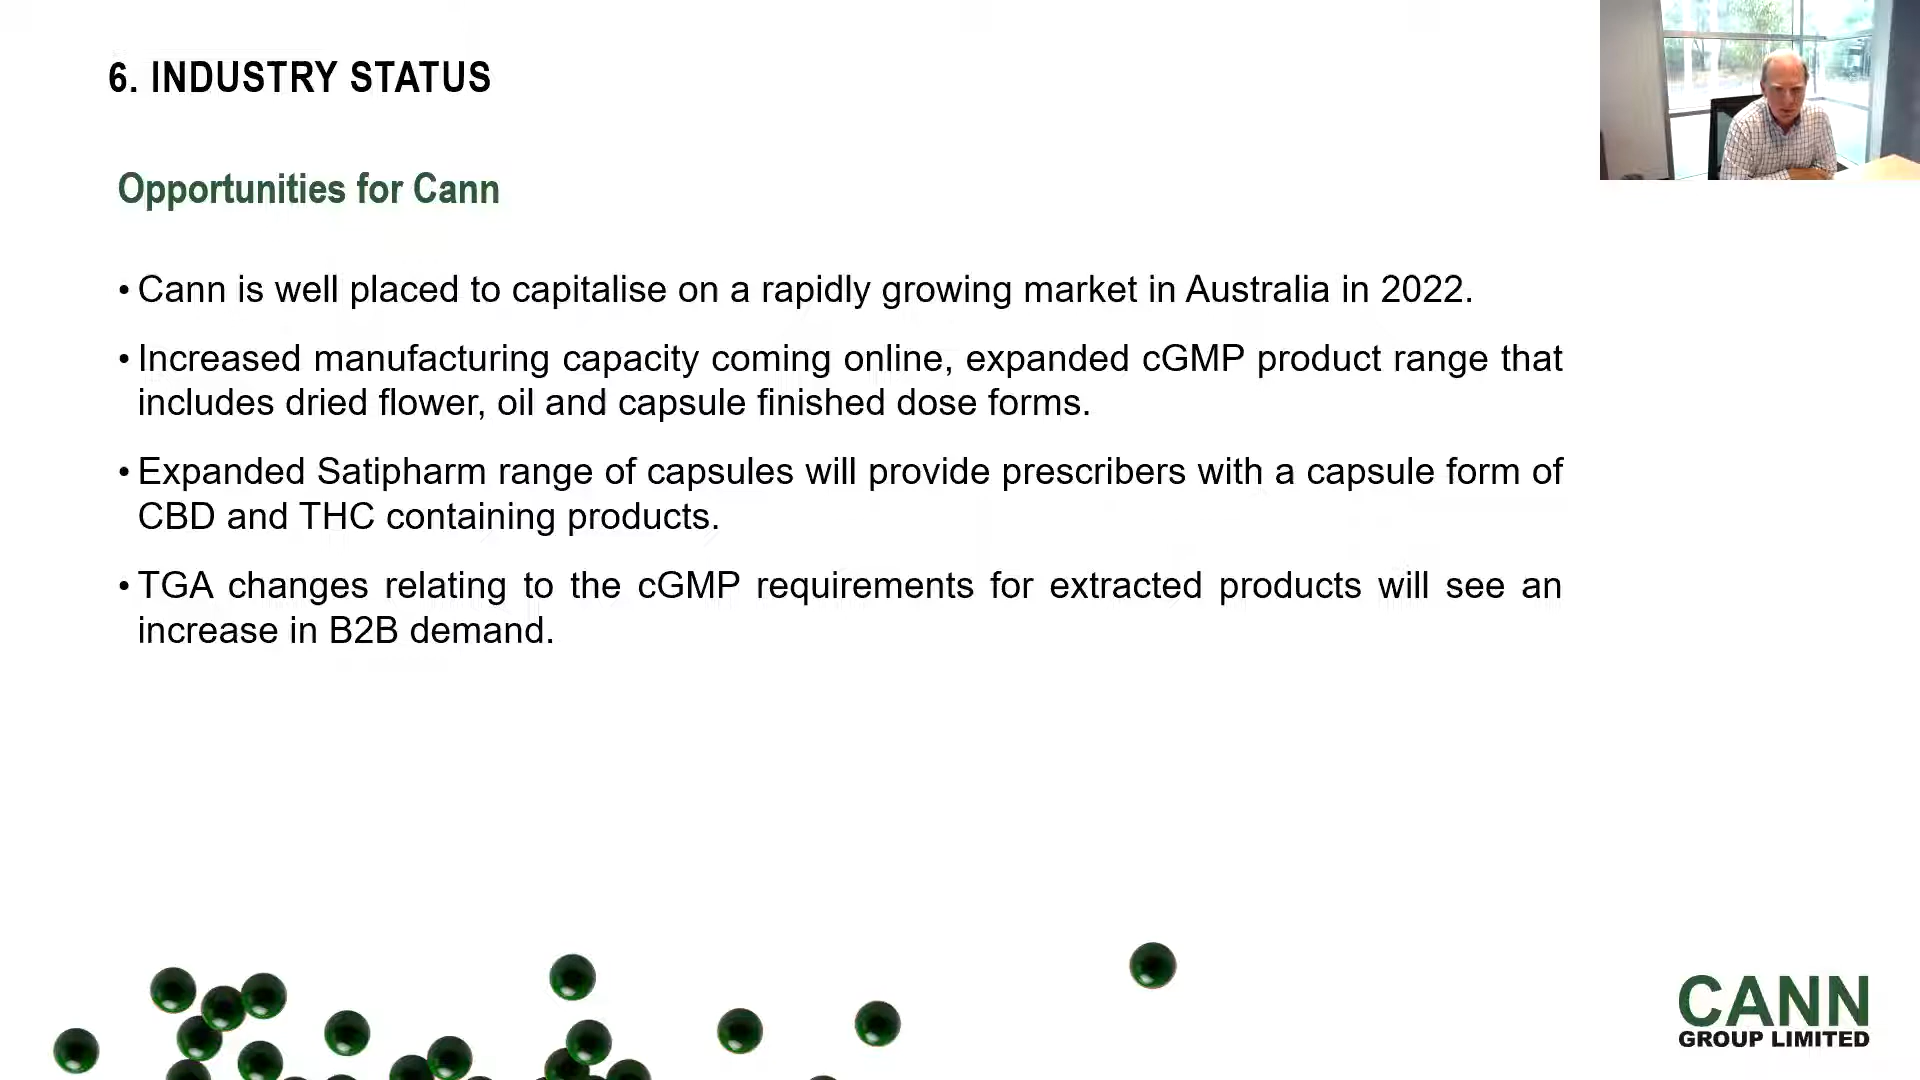 6. INDUSTRY STATUS
Opportunities for Cann
• Cann is well placed to capitalise on a rapidly growing market in Australia in 2022.
• Increased manufacturing capacity coming online, expanded cGMP product range that
includes dried flower, oil and capsule finished dose forms.
• Expanded Satipharm range of capsules will provide prescribers with a capsule form of
CBD and THC containing products.
• TGA changes relating to the cGMP requirements for extracted products will see an
increase in B2B demand.
CANN
GROUP LIMITED